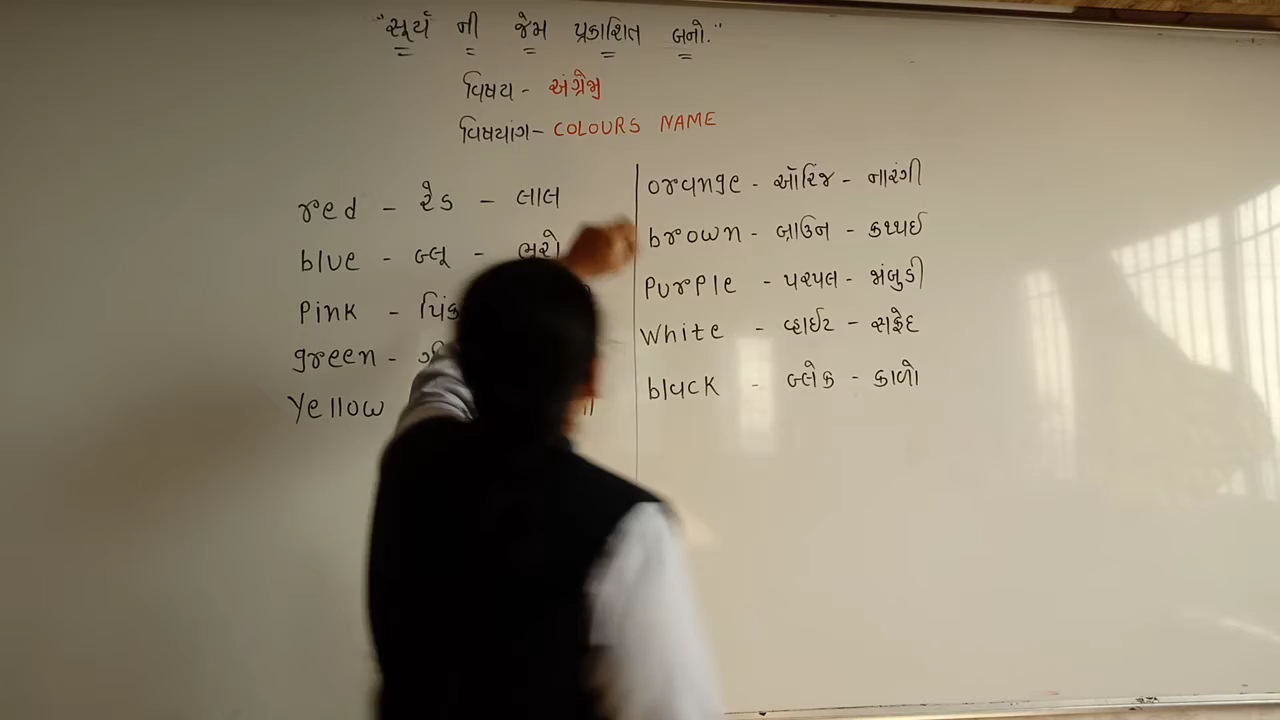 "સૂર્ય ની જેમ પ્રકાશિત બનો."
વિષય - અંગ્રેજી
વિષયાંગ - COLOURS NAME
red - રેડ - લાલ
blue - બ્લૂ - ભૂરો
Pink - પિંક
green -
Yellow
orange - ઑરેંજ - નારંગી
brown - બ્રાઉન - કથ્થઈ
PurPle - પરપલ - જાંબુડી
White - વ્હાઈટ - સફેદ
black - બ્લેક - કાળો